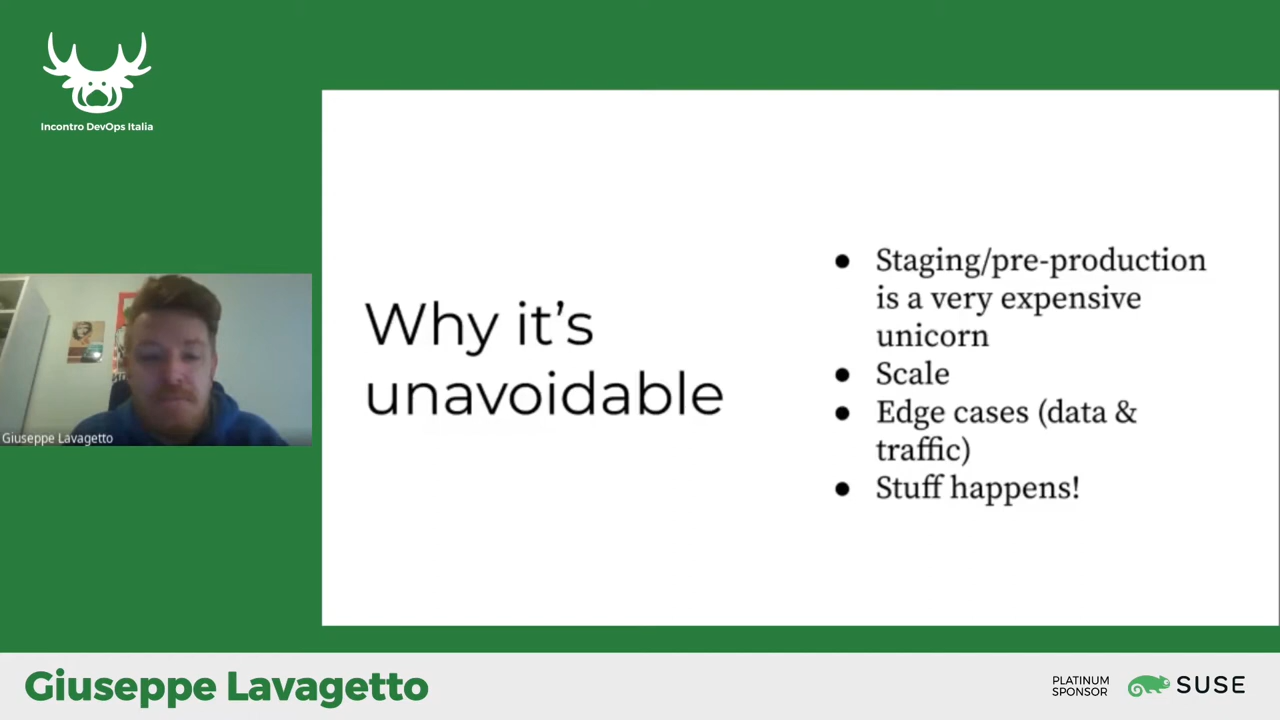 Incontro DevOps Italia
Why it's
unavoidable
● Staging/pre-production
is a very expensive
unicorn
● Scale
● Edge cases (data &
traffic)
● Stuff happens!
Giuseppe Lavagetto
Giuseppe Lavagetto
PLATINUM
SPONSOR
SUSE